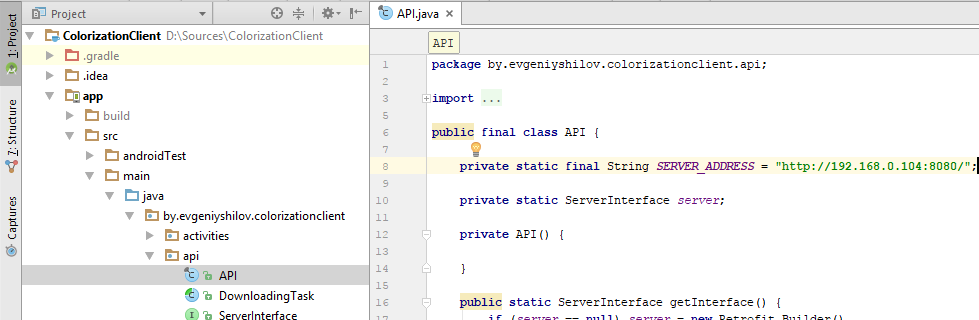 Project
ColorizationClient D:\Sources\ColorizationClient
.gradle
.idea
app
build
src
androidTest
main
java
by.evgeniyshilov.colorizationclient
activities
api
API
DownloadingTask
ServerInterface
1: Project
7: Structure
Captures
API.java
API
1 package by.evgeniyshilov.colorizationclient.api;
2
3 import ...
5
6 public final class API {
7
8 private static final String SERVER_ADDRESS = "http://192.168.0.104:8080/";
9
10 private static ServerInterface server;
11
12 private API() {
13
14 }
15
16 public static ServerInterface getInterface() {
17 if (server == null) server = new Retrofit.Builder()